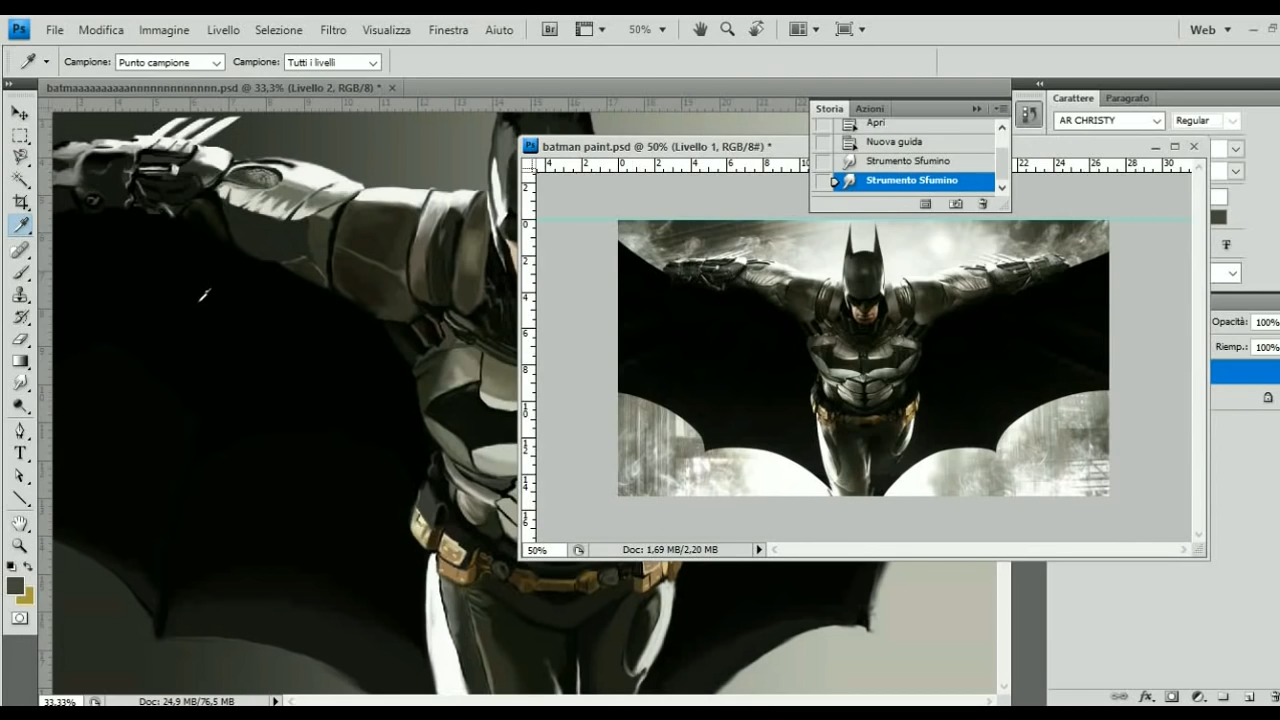 Ps File Modifica Immagine Livello Selezione Filtro Visualizza Finestra Aiuto Br 50% Web
Campione: Punto campione Campione: Tutti i livelli
batmaaaaaaaaaannnnnnnnnnnnn.psd @ 33,3% (Livello 2, RGB/8) *
Storia Azioni
Carattere Paragrafo
AR CHRISTY Regular
Apri
Nuova guida
Strumento Sfumino
Strumento Sfumino
batman paint.psd @ 50% (Livello 1, RGB/8#) *
Opacità: 100%
Riemp.: 100%
50% Doc: 1,69 MB/2,20 MB
33,33% Doc: 24,9 MB/76,5 MB